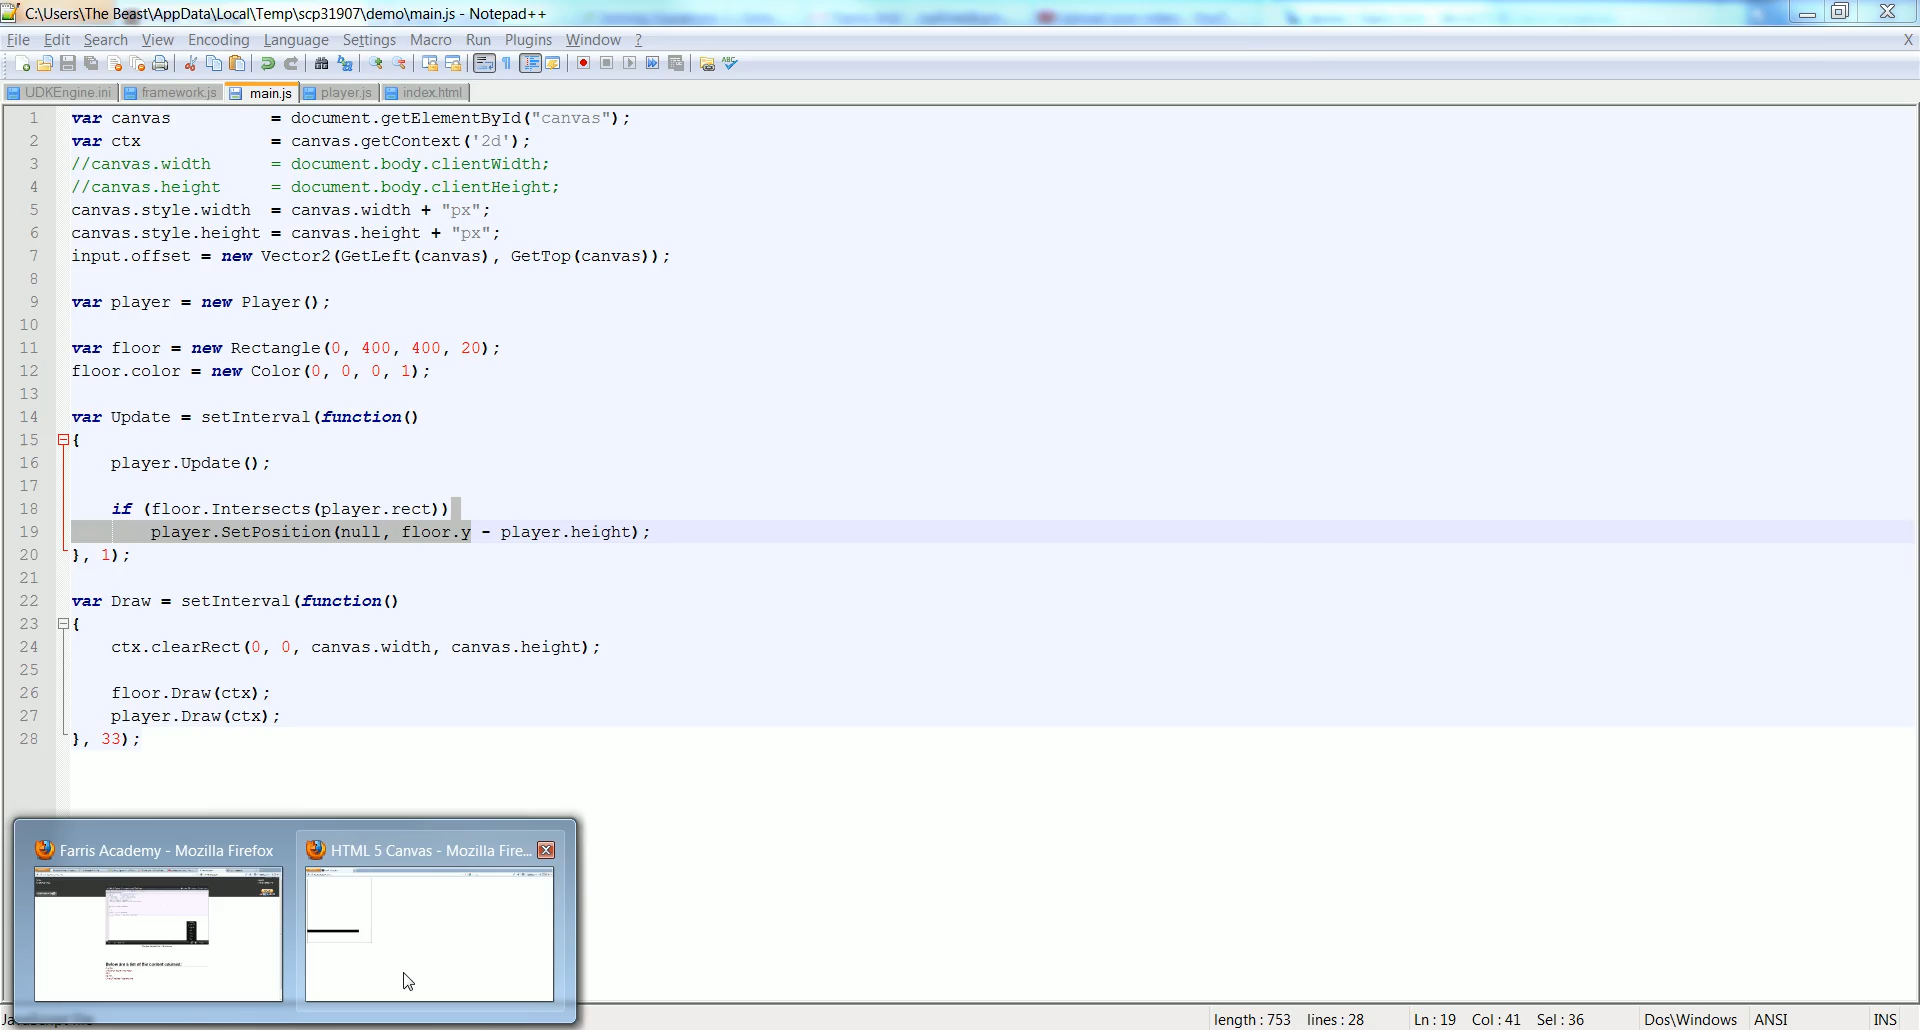 C:\Users\The Beast\AppData\Local\Temp\scp31907\demo\main.js - Notepad++
File Edit Search View Encoding Language Settings Macro Run Plugins Window ? X
UDKEngine.ini framework.js main.js player.js index.html
1 var canvas = document.getElementById("canvas");
2 var ctx = canvas.getContext('2d');
3 //canvas.width = document.body.clientWidth;
4 //canvas.height = document.body.clientHeight;
5 canvas.style.width = canvas.width + "px";
6 canvas.style.height = canvas.height + "px";
7 input.offset = new Vector2(GetLeft(canvas), GetTop(canvas));
8
9 var player = new Player();
10
11 var floor = new Rectangle(0, 400, 400, 20);
12 floor.color = new Color(0, 0, 0, 1);
13
14 var Update = setInterval(function()
15 {
16 player.Update();
17
18 if (floor.Intersects(player.rect))
19 player.SetPosition(null, floor.y - player.height);
20 }, 1);
21
22 var Draw = setInterval(function()
23 {
24 ctx.clearRect(0, 0, canvas.width, canvas.height);
25
26 floor.Draw(ctx);
27 player.Draw(ctx);
28 }, 33);
Farris Academy - Mozilla Firefox
HTML 5 Canvas - Mozilla Fire...
length : 753 lines : 28 Ln : 19 Col : 41 Sel : 36 Dos\Windows ANSI INS